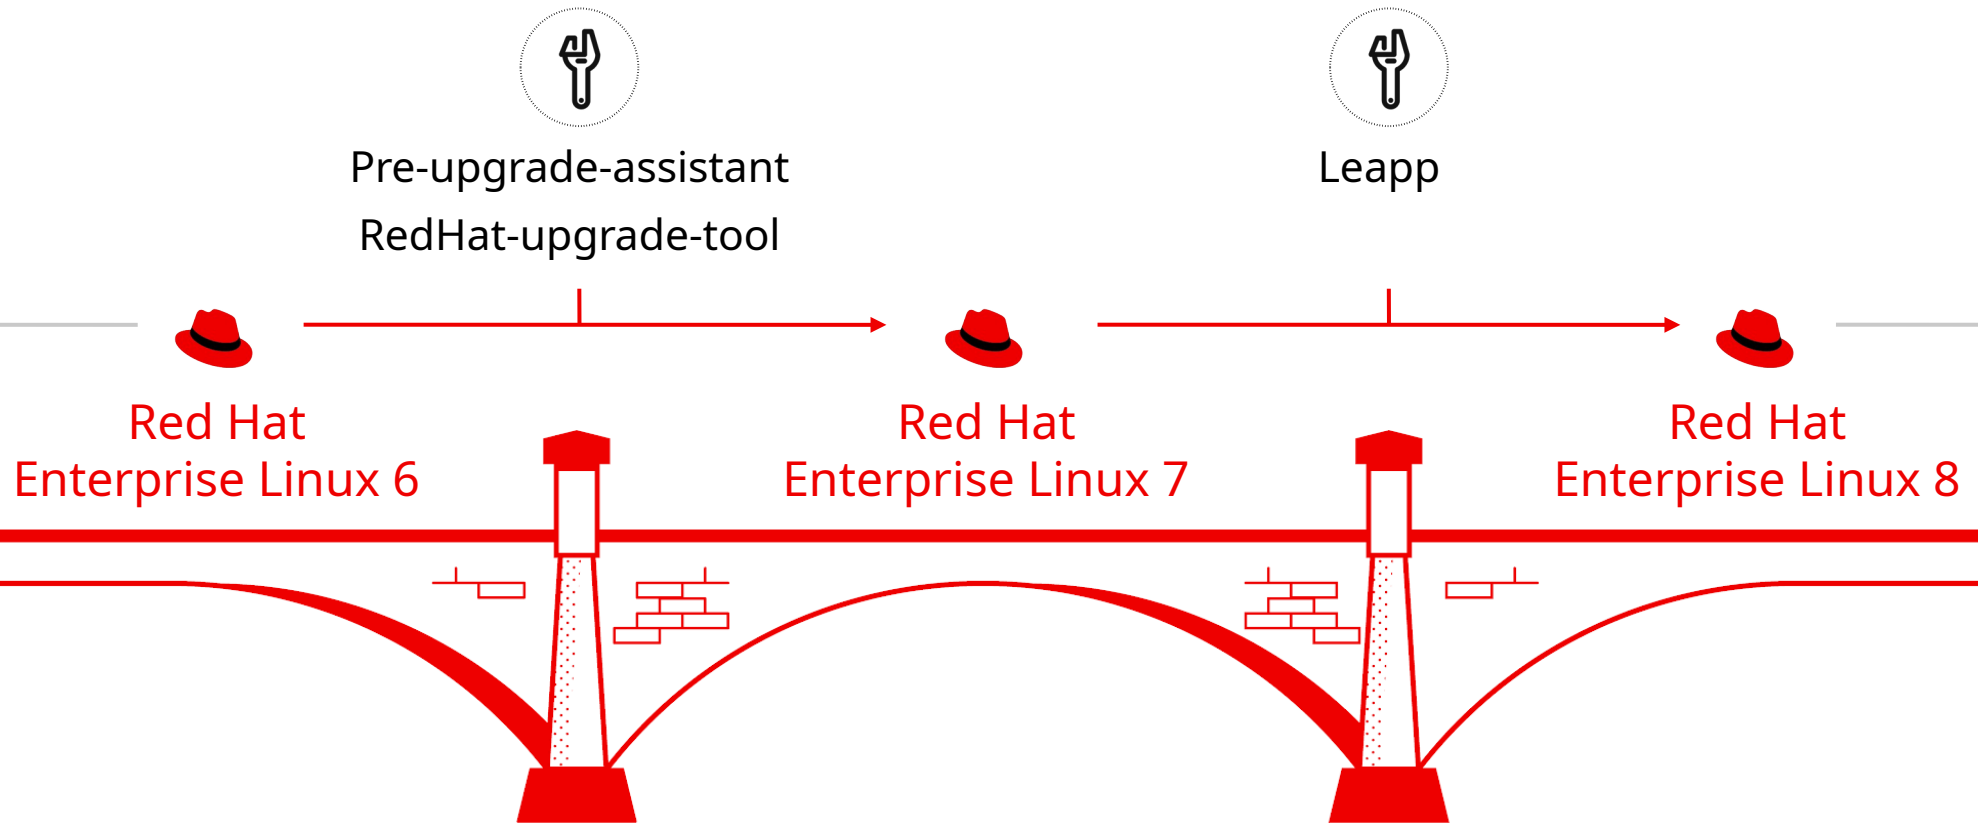 Pre-upgrade-assistant
RedHat-upgrade-tool
Leapp
Red Hat
Enterprise Linux 6
Red Hat
Enterprise Linux 7
Red Hat
Enterprise Linux 8